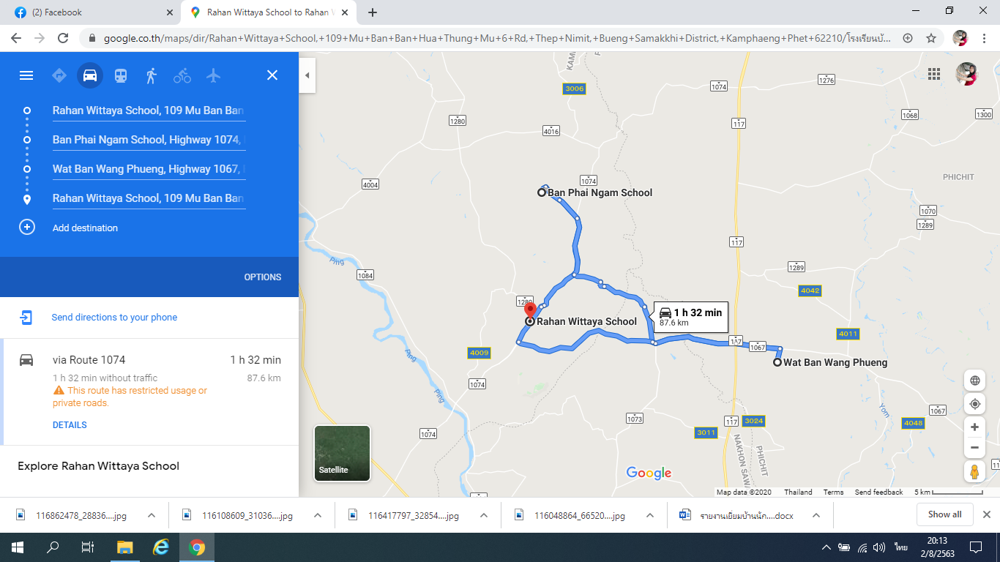 (2) Facebook
Rahan Wittaya School to Rahan W
google.co.th/maps/dir/Rahan+Wittaya+School,+109+Mu+Ban+Ban+Hua+Thung+Mu+6+Rd,+Thep+Nimit,+Bueng+Samakkhi+District,+Kamphaeng+Phet+62210/โรงเรียนบ้...
Rahan Wittaya School, 109 Mu Ban Ban
Ban Phai Ngam School, Highway 1074,
Wat Ban Wang Phueng, Highway 1067,
Rahan Wittaya School, 109 Mu Ban Ban
Add destination
OPTIONS
Send directions to your phone
via Route 1074
1 h 32 min
1 h 32 min without traffic
87.6 km
This route has restricted usage or
private roads.
DETAILS
Explore Rahan Wittaya School
3006
1074
1276
1280
117
1068
1300
4016
4004
1074
PHICHIT
Ban Phai Ngam School
1070
1289
Ping
1084
117
1289
4042
1280
1 h 32 min
87.6 km
Rahan Wittaya School
4011
4009
117
1067
Wat Ban Wang Phueng
Ping
1074
Ping
Yom
1067
1073
117
3024
4048
1074
3011
NAKHON SAWA
PHICHIT
Satellite
Google
Map data ©2020
Thailand
Terms
Send feedback
5 km
116862478_28836....jpg
116108609_31036....jpg
116417797_32854....jpg
116048864_66520....jpg
รายงานเยี่ยมบ้านนัก....docx
Show all
ไทย
20:13
2/8/2563